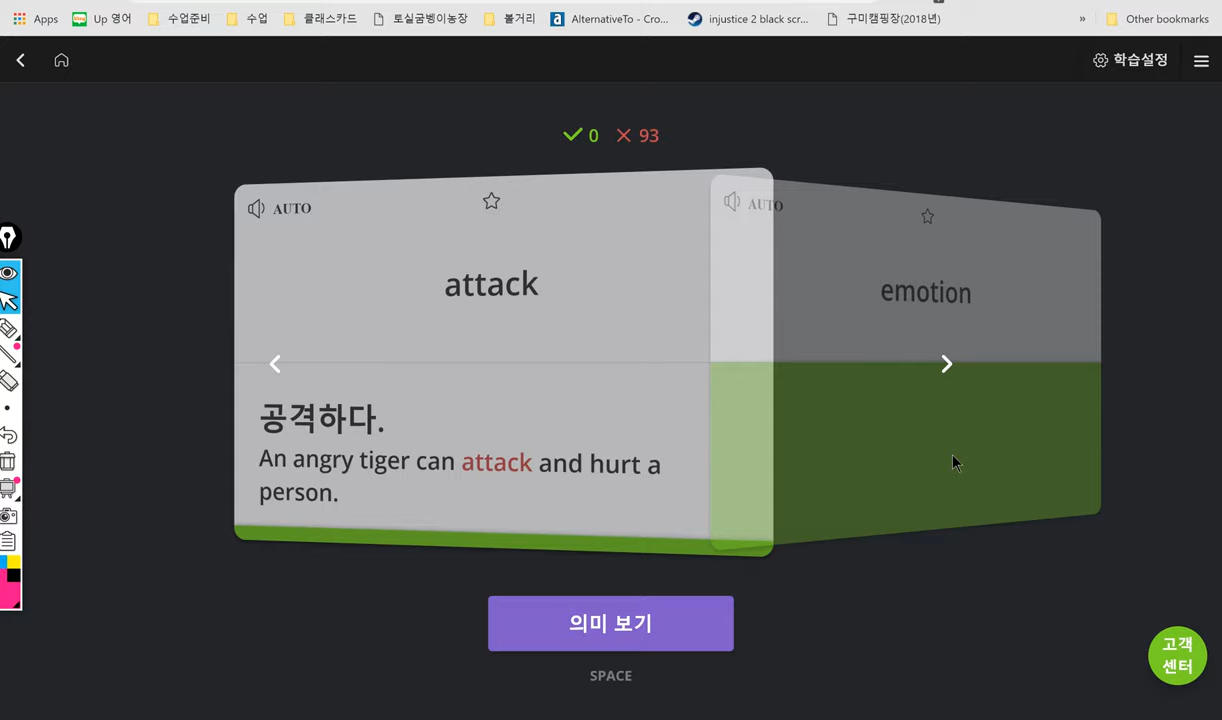 Apps
Up 영어
수업준비
수업
클래스카드
토실굼벵이농장
볼거리
AlternativeTo - Cro...
injustice 2 black scr...
구미캠핑장(2018년)
»
Other bookmarks
학습설정
0
93
AUTO
attack
공격하다.
An angry tiger can attack and hurt a
person.
AUTO
emotion
의미 보기
SPACE
고객
센터